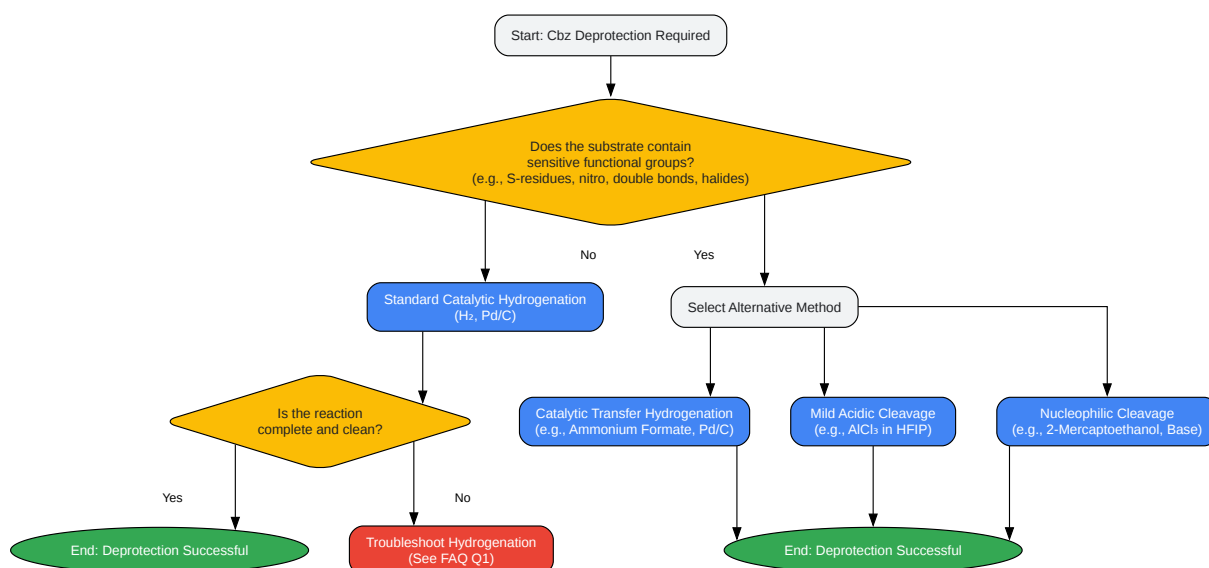 Start: Cbz Deprotection Required
Does the substrate contain
sensitive functional groups?
(e.g., S-residues, nitro, double bonds, halides)
No
Yes
Standard Catalytic Hydrogenation
(H₂, Pd/C)
Select Alternative Method
Is the reaction
complete and clean?
Catalytic Transfer Hydrogenation
(e.g., Ammonium Formate, Pd/C)
Mild Acidic Cleavage
(e.g., AlCl₃ in HFIP)
Nucleophilic Cleavage
(e.g., 2-Mercaptoethanol, Base)
Yes
No
End: Deprotection Successful
Troubleshoot Hydrogenation
(See FAQ Q1)
End: Deprotection Successful